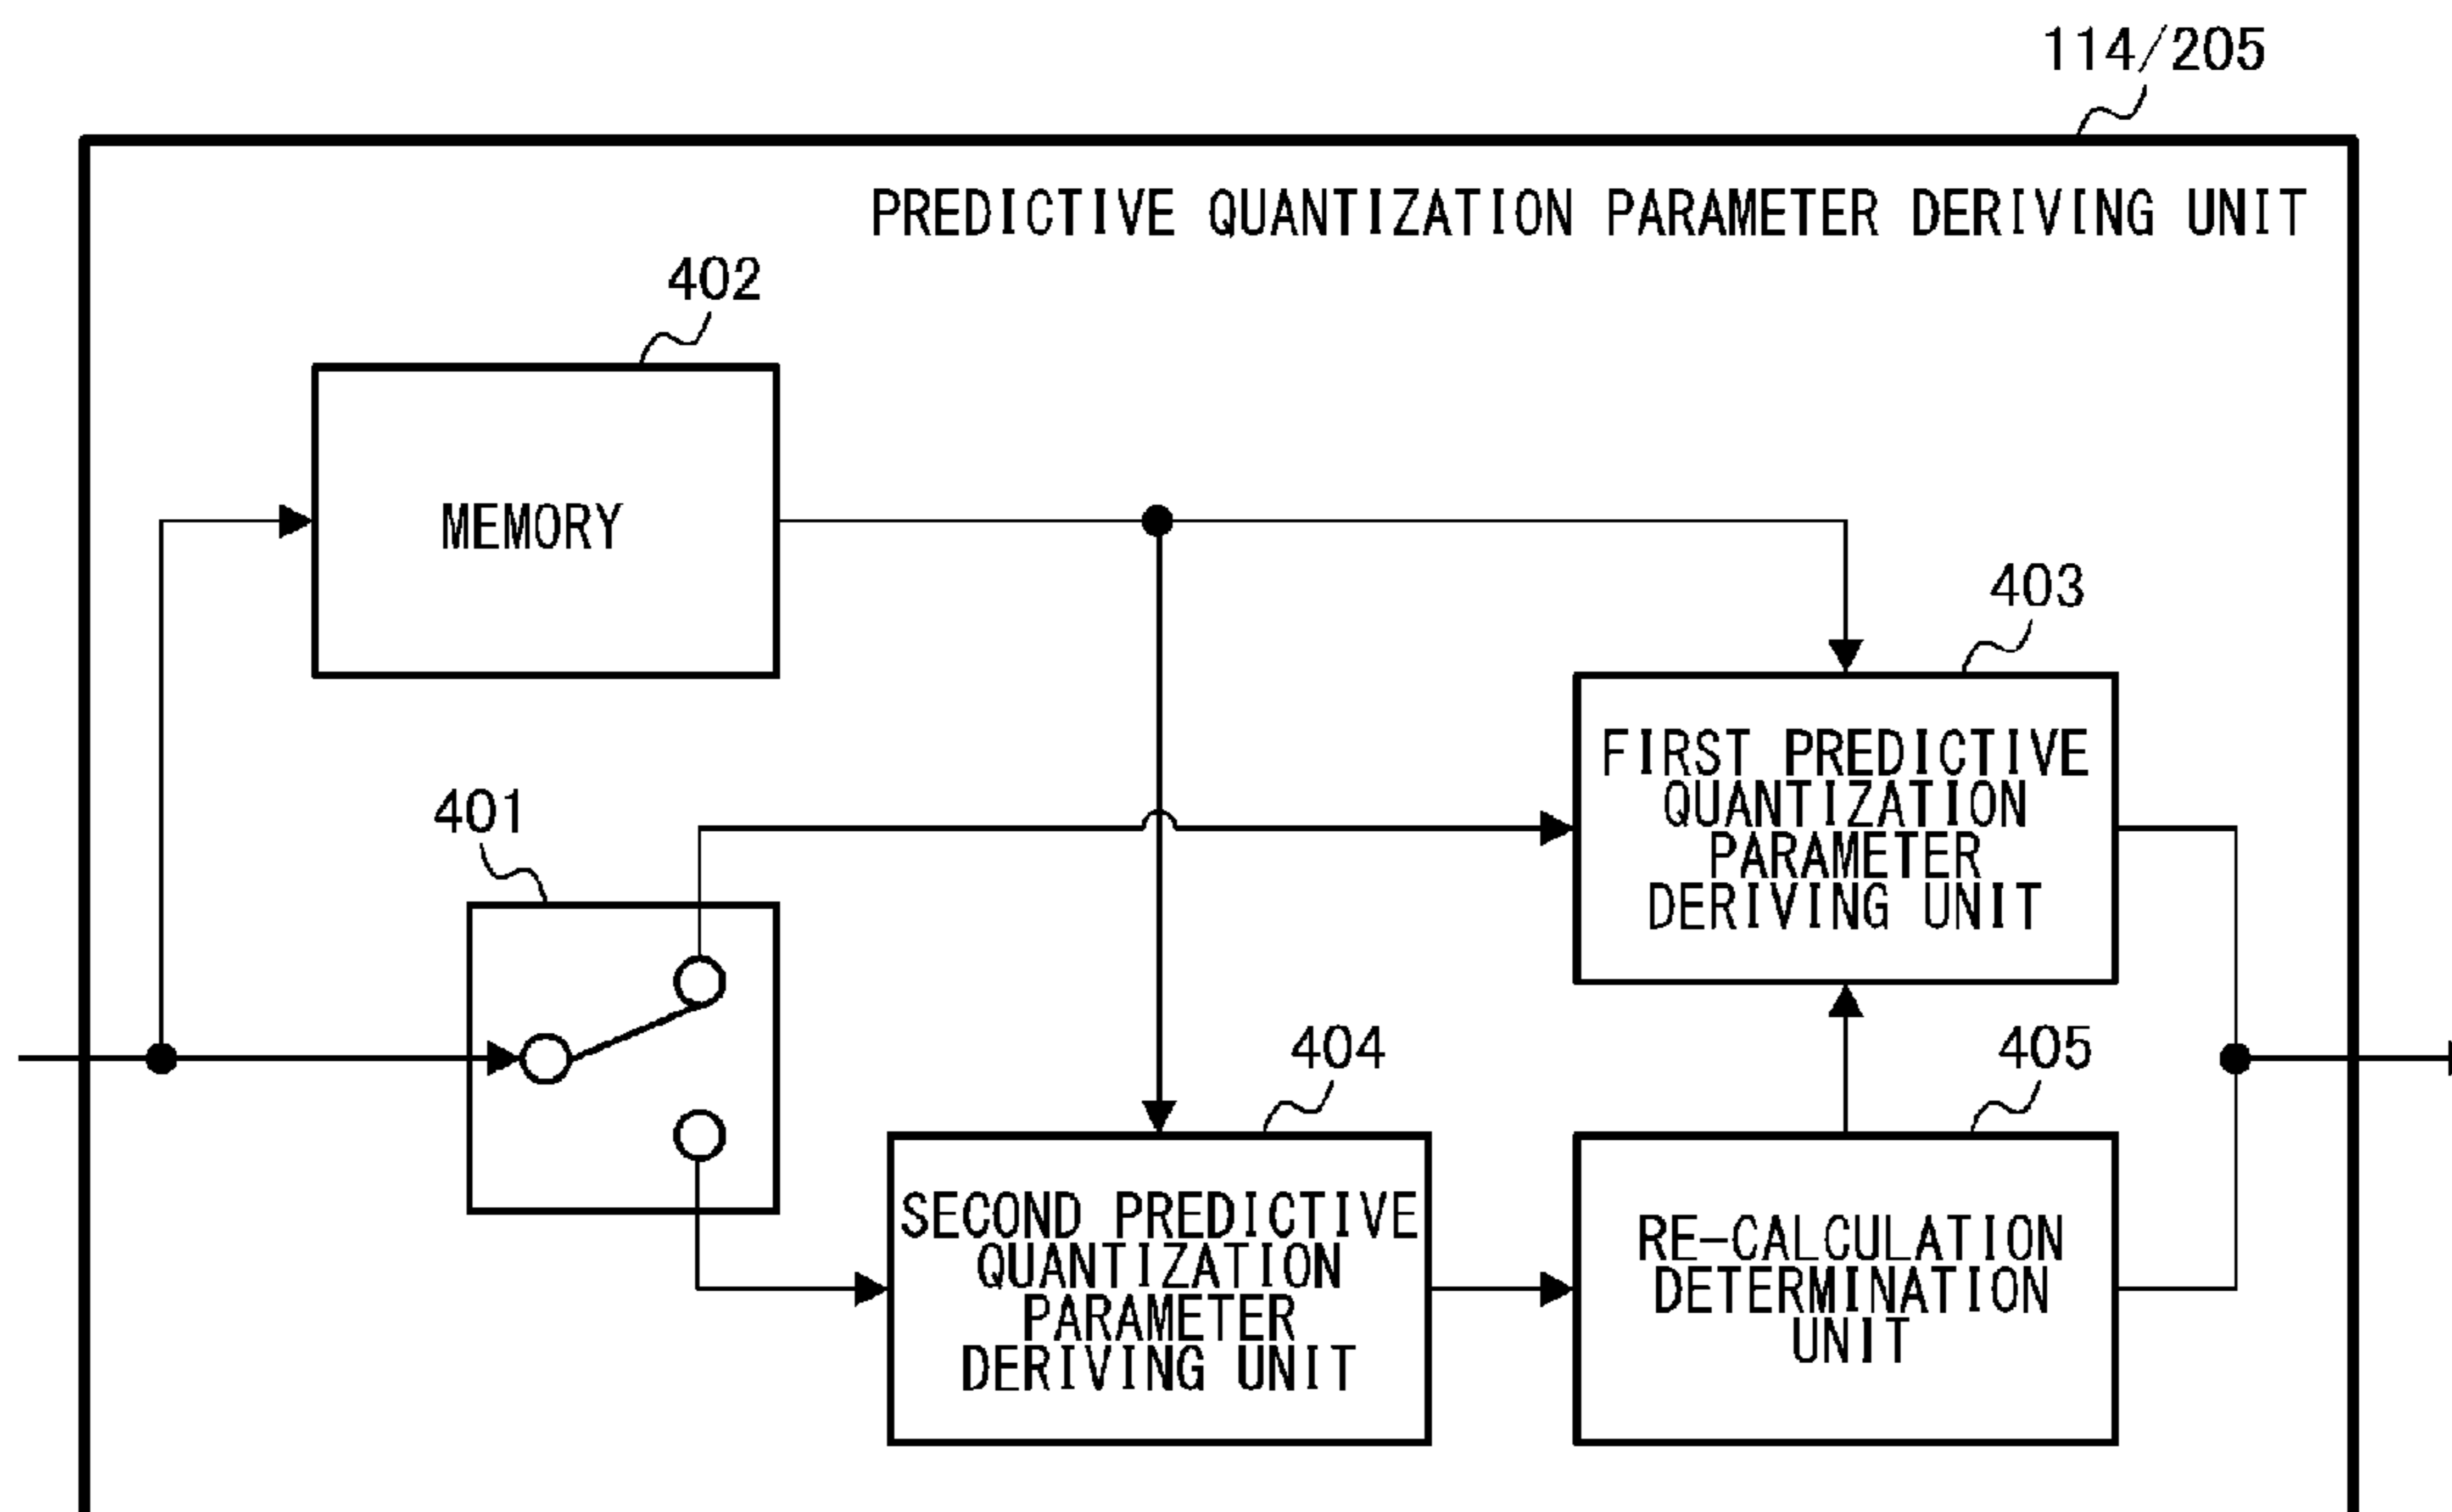 114/205
PREDICTIVE QUANTIZATION PARAMETER DERIVING UNIT
402
MEMORY
403
FIRST PREDICTIVE
QUANTIZATION
PARAMETER
DERIVING UNIT
401
404
SECOND PREDICTIVE
QUANTIZATION
PARAMETER
DERIVING UNIT
405
RE-CALCULATION
DETERMINATION
UNIT